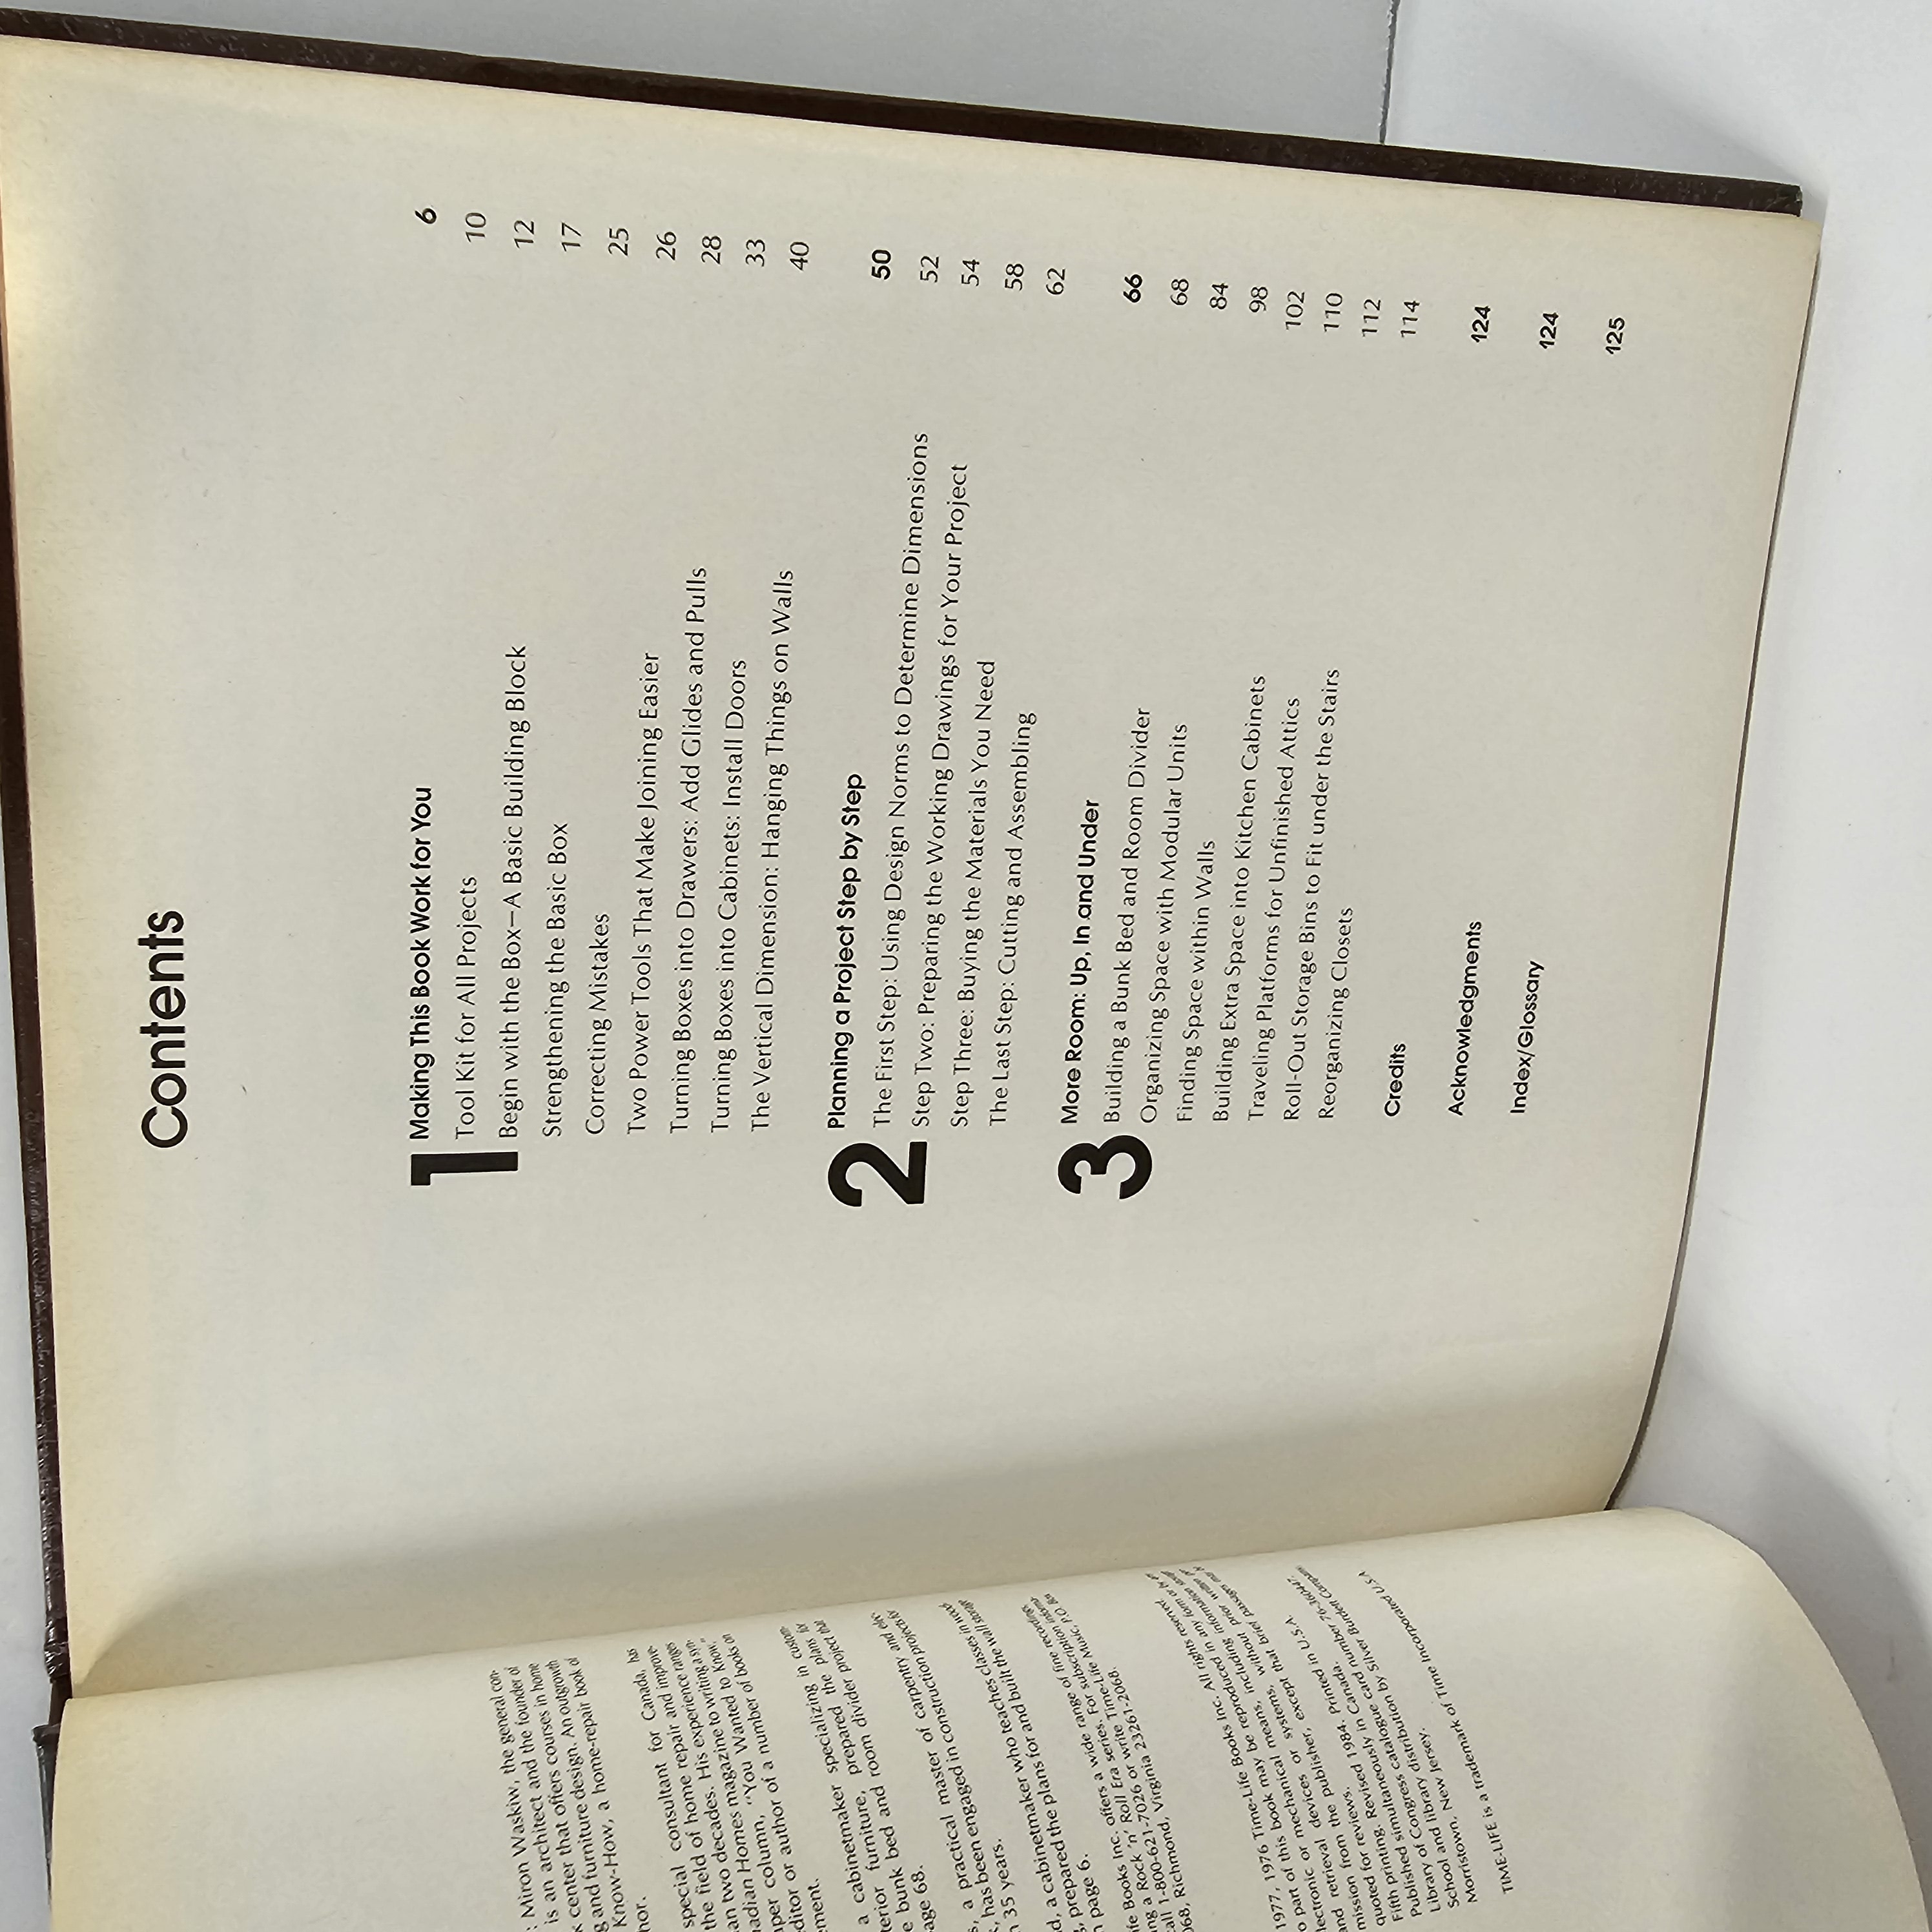 : Miron Waskiw, the general con-
is an architect and the founder of
center that offers courses in home
g and furniture design. An outgrowth
Know-How, a home-repair book of
hor.
special consultant for Canada, has
the field of home repair and improve-
an two decades. His experience ranges
nadian Homes magazine to writing a syn-
aper column, "You Wanted to Know."
editor or author of a number of books on
ement.
a cabinetmaker specializing in custom-
terior furniture, prepared the plans for
e bunk bed and room divider project that
age 68.
s, a practical master of carpentry and elec-
k, has been engaged in construction projects for
n 35 years.
d, a cabinetmaker who teaches classes in wood-
g, prepared the plans for and built the wall storage
n page 6.
ife Books Inc. offers a wide range of fine recordings,
ing a Rock 'n' Roll Era series. For subscription informa-
call 1-800-621-7026 or write Time-Life Music, P.O. Box
068, Richmond, Virginia 23261-2068.
1977, 1976 Time-Life Books Inc. All rights reserved.
o part of this book may be reproduced in any form or by any
lectronic or mechanical means, including information storage
and retrieval devices or systems, without prior written per-
mission from the publisher, except that brief passages may be
quoted for reviews.
Fifth printing. Revised 1984. Printed in U.S.A.
Published simultaneously in Canada.
Library of Congress catalogue card number 76-360447.
School and library distribution by Silver Burdett Company,
Morristown, New Jersey.
TIME-LIFE is a trademark of Time Incorporated U.S.A.
Contents
1 Making This Book Work for You 6
Tool Kit for All Projects 10
Begin with the Box—A Basic Building Block 12
Strengthening the Basic Box 17
Correcting Mistakes 25
Two Power Tools That Make Joining Easier 26
Turning Boxes into Drawers: Add Glides and Pulls 28
Turning Boxes into Cabinets: Install Doors 33
The Vertical Dimension: Hanging Things on Walls 40
2 Planning a Project Step by Step 50
The First Step: Using Design Norms to Determine Dimensions 52
Step Two: Preparing the Working Drawings for Your Project 54
Step Three: Buying the Materials You Need 58
The Last Step: Cutting and Assembling 62
3 More Room: Up, In and Under 66
Building a Bunk Bed and Room Divider 68
Organizing Space with Modular Units 84
Finding Space within Walls 98
Building Extra Space into Kitchen Cabinets 102
Traveling Platforms for Unfinished Attics 110
Roll-Out Storage Bins to Fit under the Stairs 112
Reorganizing Closets 114
Credits 124
Acknowledgments 124
Index/Glossary 125